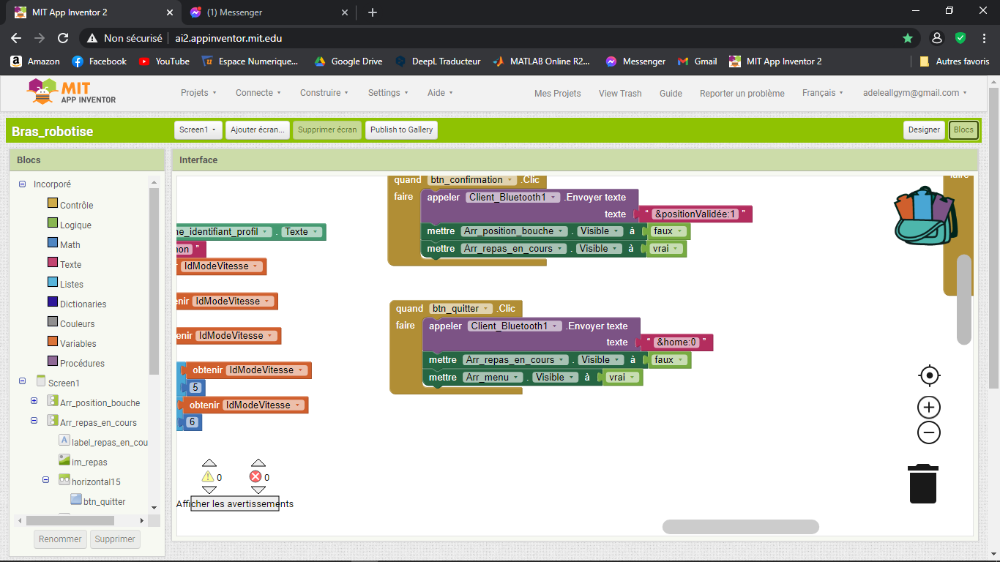 MIT App Inventor 2
(1) Messenger
Non sécurisé
ai2.appinventor.mit.edu
Amazon
Facebook
YouTube
Espace Numerique...
Google Drive
DeepL Traducteur
MATLAB Online R2...
Messenger
Gmail
MIT App Inventor 2
Autres favoris
MIT
APP INVENTOR
Projets
Connecte
Construire
Settings
Aide
Mes Projets
View Trash
Guide
Reporter un problème
Français
adeleallgym@gmail.com
Bras_robotise
Screen1
Ajouter écran...
Supprimer écran
Publish to Gallery
Designer
Blocs
Blocs
Incorporé
Contrôle
Logique
Math
Texte
Listes
Dictionaries
Couleurs
Variables
Procédures
Screen1
Arr_position_bouche
Arr_repas_en_cours
label_repas_en_cou
im_repas
horizontal15
btn_quitter
Renommer
Supprimer
Interface
ne_identifiant_profil . Texte
non "
IdModeVitesse
enir IdModeVitesse
enir IdModeVitesse
obtenir IdModeVitesse
5
obtenir IdModeVitesse
6
0
0
Afficher les avertissements
quand btn_confirmation .Clic
faire appeler Client_Bluetooth1 .Envoyer texte
texte " &positionValidée:1 "
mettre Arr_position_bouche . Visible à faux
mettre Arr_repas_en_cours . Visible à vrai
quand btn_quitter .Clic
faire appeler Client_Bluetooth1 .Envoyer texte
texte " &home:0 "
mettre Arr_repas_en_cours . Visible à faux
mettre Arr_menu . Visible à vrai
faire